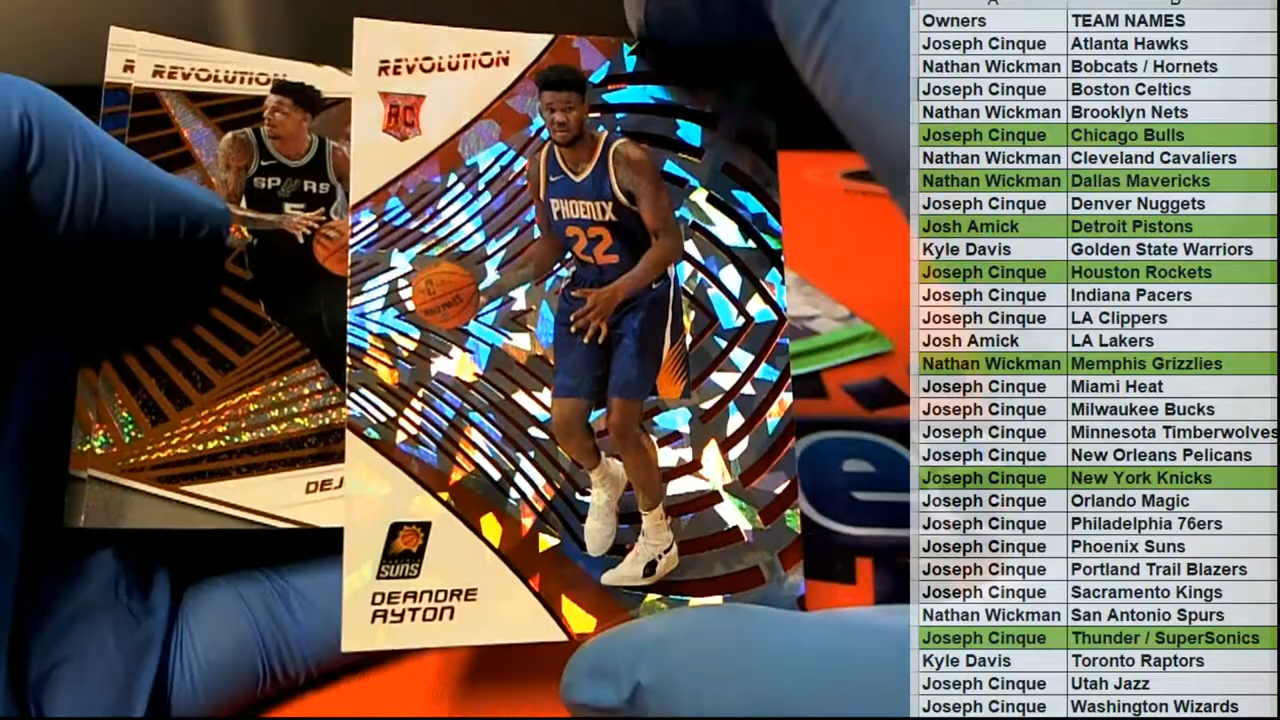 REVOLUTION
R
REVOLUTION
RC
SPURS
5
PHOENIX
22
SPALDING
DEJ
PHOENIX
SUNS
DEANDRE
AYTON
e
Owners TEAM NAMES
Joseph Cinque Atlanta Hawks
Nathan Wickman Bobcats / Hornets
Joseph Cinque Boston Celtics
Nathan Wickman Brooklyn Nets
Joseph Cinque Chicago Bulls
Nathan Wickman Cleveland Cavaliers
Nathan Wickman Dallas Mavericks
Joseph Cinque Denver Nuggets
Josh Amick Detroit Pistons
Kyle Davis Golden State Warriors
Joseph Cinque Houston Rockets
Joseph Cinque Indiana Pacers
Joseph Cinque LA Clippers
Josh Amick LA Lakers
Nathan Wickman Memphis Grizzlies
Joseph Cinque Miami Heat
Joseph Cinque Milwaukee Bucks
Joseph Cinque Minnesota Timberwolves
Joseph Cinque New Orleans Pelicans
Joseph Cinque New York Knicks
Joseph Cinque Orlando Magic
Joseph Cinque Philadelphia 76ers
Joseph Cinque Phoenix Suns
Joseph Cinque Portland Trail Blazers
Joseph Cinque Sacramento Kings
Nathan Wickman San Antonio Spurs
Joseph Cinque Thunder / SuperSonics
Kyle Davis Toronto Raptors
Joseph Cinque Utah Jazz
Joseph Cinque Washington Wizards